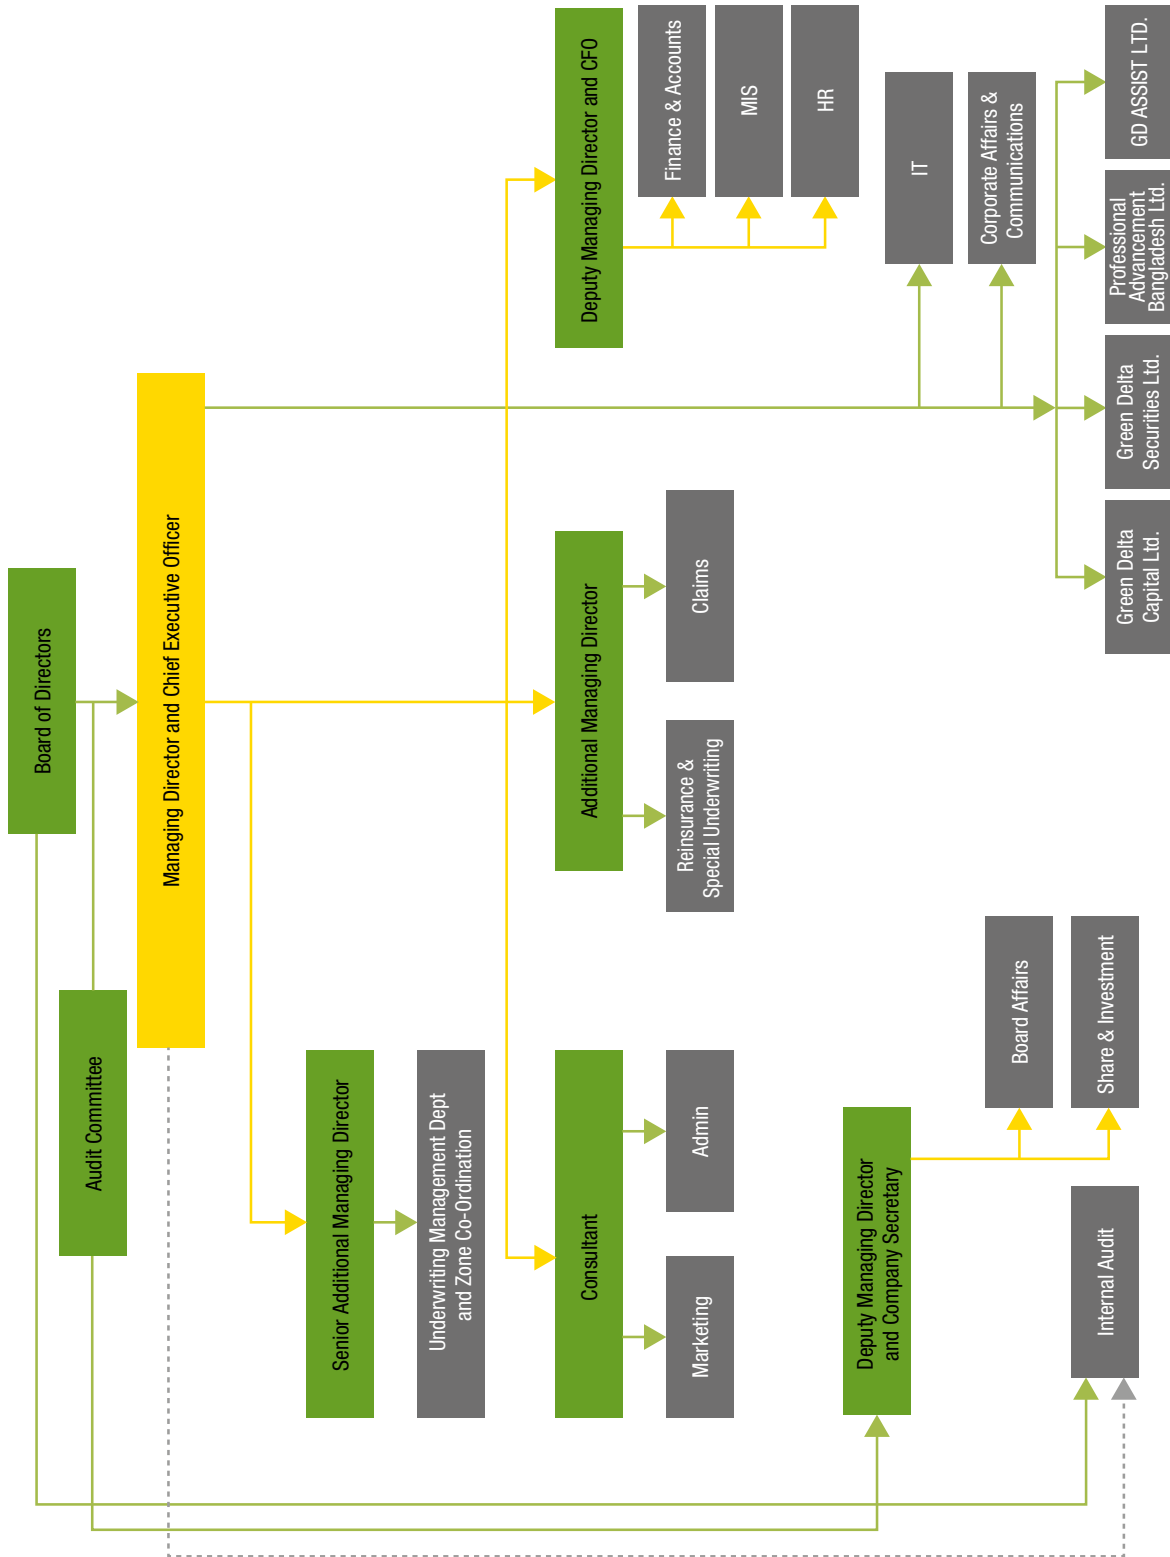 Board of Directors
Audit Committee
Managing Director and Chief Executive Officer
Senior Additional Managing Director
Underwriting Management Dept
and Zone Co-Ordination
Consultant
Marketing
Admin
Additional Managing Director
Reinsurance &
Special Underwriting
Claims
Deputy Managing Director and CFO
Finance & Accounts
MIS
HR
Deputy Managing Director
and Company Secretary
Board Affairs
Share & Investment
Internal Audit
IT
Corporate Affairs &
Communications
Green Delta
Capital Ltd.
Green Delta
Securities Ltd.
Professional
Advancement
Bangladesh Ltd.
GD ASSIST LTD.